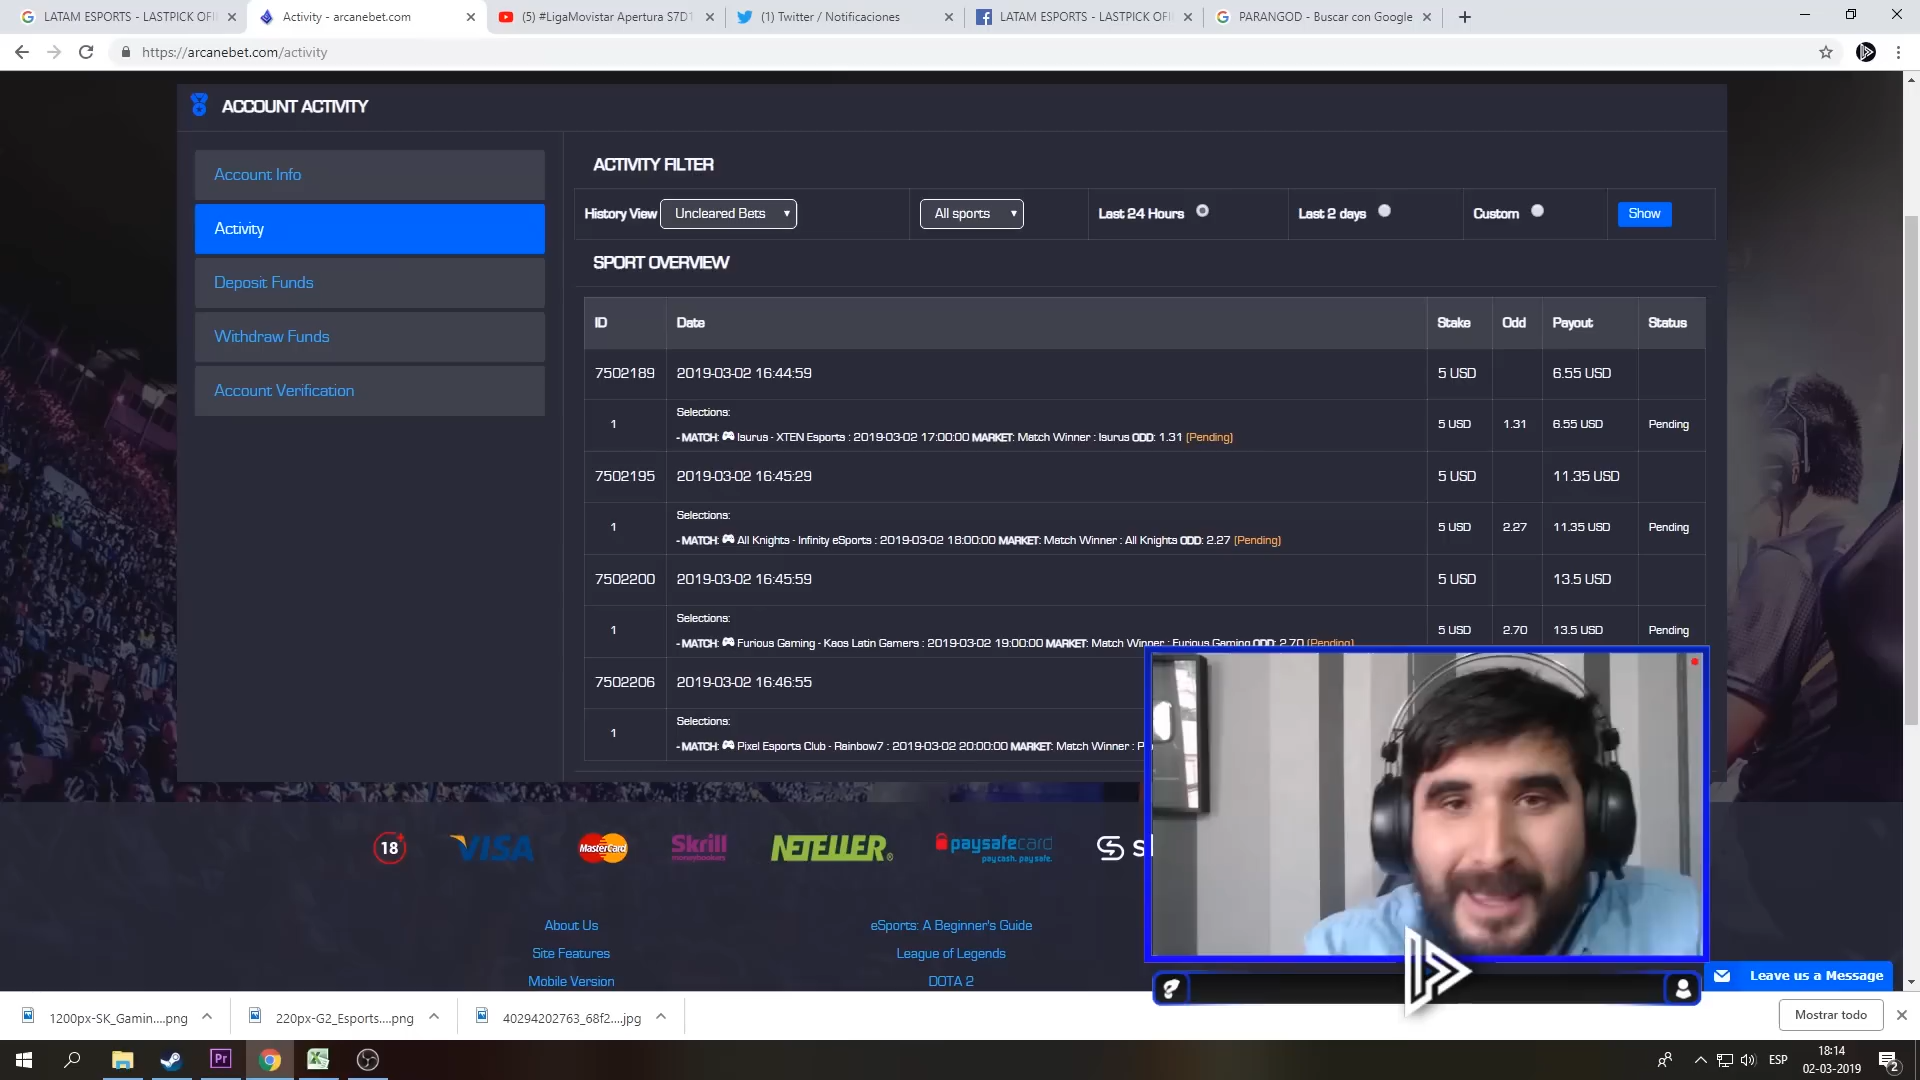 LATAM ESPORTS - LASTPICK OFI
Activity - arcanebet.com
(5) #LigaMovistar Apertura S7D1
(1) Twitter / Notificaciones
LATAM ESPORTS - LASTPICK OFI
PARANGOD - Buscar con Google
https://arcanebet.com/activity
ACCOUNT ACTIVITY
Account Info
Activity
Deposit Funds
Withdraw Funds
Account Verification
ACTIVITY FILTER
History View Uncleared Bets All sports Last 24 Hours Last 2 days Custom Show
SPORT OVERVIEW
ID Date Stake Odd Payout Status
7502189 2019-03-02 16:44:59 5 USD 6.55 USD
Selections:
1 - MATCH: Isurus - XTEN Esports : 2019-03-02 17:00:00 MARKET: Match Winner : Isurus ODD: 1.31 (Pending) 5 USD 1.31 6.55 USD Pending
7502195 2019-03-02 16:45:29 5 USD 11.35 USD
Selections:
1 - MATCH: All Knights - Infinity eSports : 2019-03-02 18:00:00 MARKET: Match Winner : All Knights ODD: 2.27 (Pending) 5 USD 2.27 11.35 USD Pending
7502200 2019-03-02 16:45:59 5 USD 13.5 USD
Selections:
1 - MATCH: Furious Gaming - Kaos Latin Gamers : 2019-03-02 19:00:00 MARKET: Match Winner : Furious Gaming ODD: 2.70 (Pending) 5 USD 2.70 13.5 USD Pending
7502206 2019-03-02 16:46:55
Selections:
1 - MATCH: Pixel Esports Club - Rainbow7 : 2019-03-02 20:00:00 MARKET: Match Winner : P
18+ VISA MasterCard Skrill moneybookers NETELLER paysafecard pay cash. pay safe. S
About Us
Site Features
Mobile Version
eSports: A Beginner's Guide
League of Legends
DOTA 2
Leave us a Message
1200px-SK_Gamin....png
220px-G2_Esports....png
40294202763_68f2....jpg
Mostrar todo
Pr
ESP
18:14
02-03-2019
2